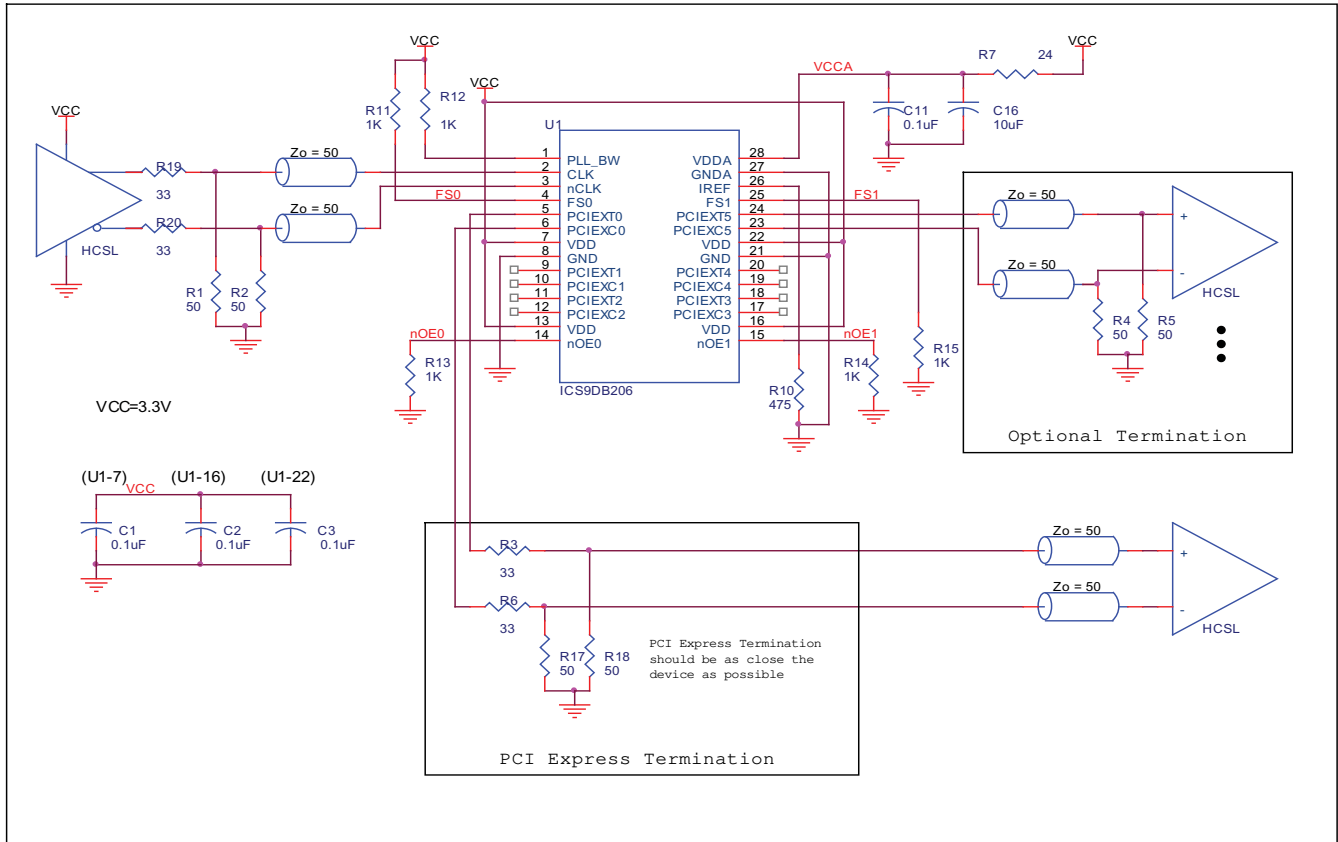 VCC
R7
24
VCC
VCCA
R11
1K
R12
1K
VCC
C11
0.1uF
C16
10uF
VCC
R19
33
R20
33
HCSL
Zo = 50
Zo = 50
R1
50
R2
50
FS0
U1
1 PLL_BW
2 CLK
3 nCLK
4 FS0
5 PCIEXT0
6 PCIEXC0
7 VDD
8 GND
9 PCIEXT1
10 PCIEXC1
11 PCIEXT2
12 PCIEXC2
13 VDD
14 nOE0
VDDA 28
GNDA 27
IREF 26
FS1 25
PCIEXT5 24
PCIEXC5 23
VDD 22
GND 21
PCIEXT4 20
PCIEXC4 19
PCIEXT3 18
PCIEXC3 17
VDD 16
nOE1 15
ICS9DB206
FS1
nOE0
R13
1K
nOE1
R14
1K
R15
1K
R10
475
Zo = 50
Zo = 50
+
-
HCSL
R4
50
R5
50
Optional Termination
VCC=3.3V
(U1-7) (U1-16) (U1-22)
VCC
C1
0.1uF
C2
0.1uF
C3
0.1uF
R3
33
R6
33
R17
50
R18
50
PCI Express Termination
should be as close the
device as possible
PCI Express Termination
Zo = 50
Zo = 50
+
-
HCSL